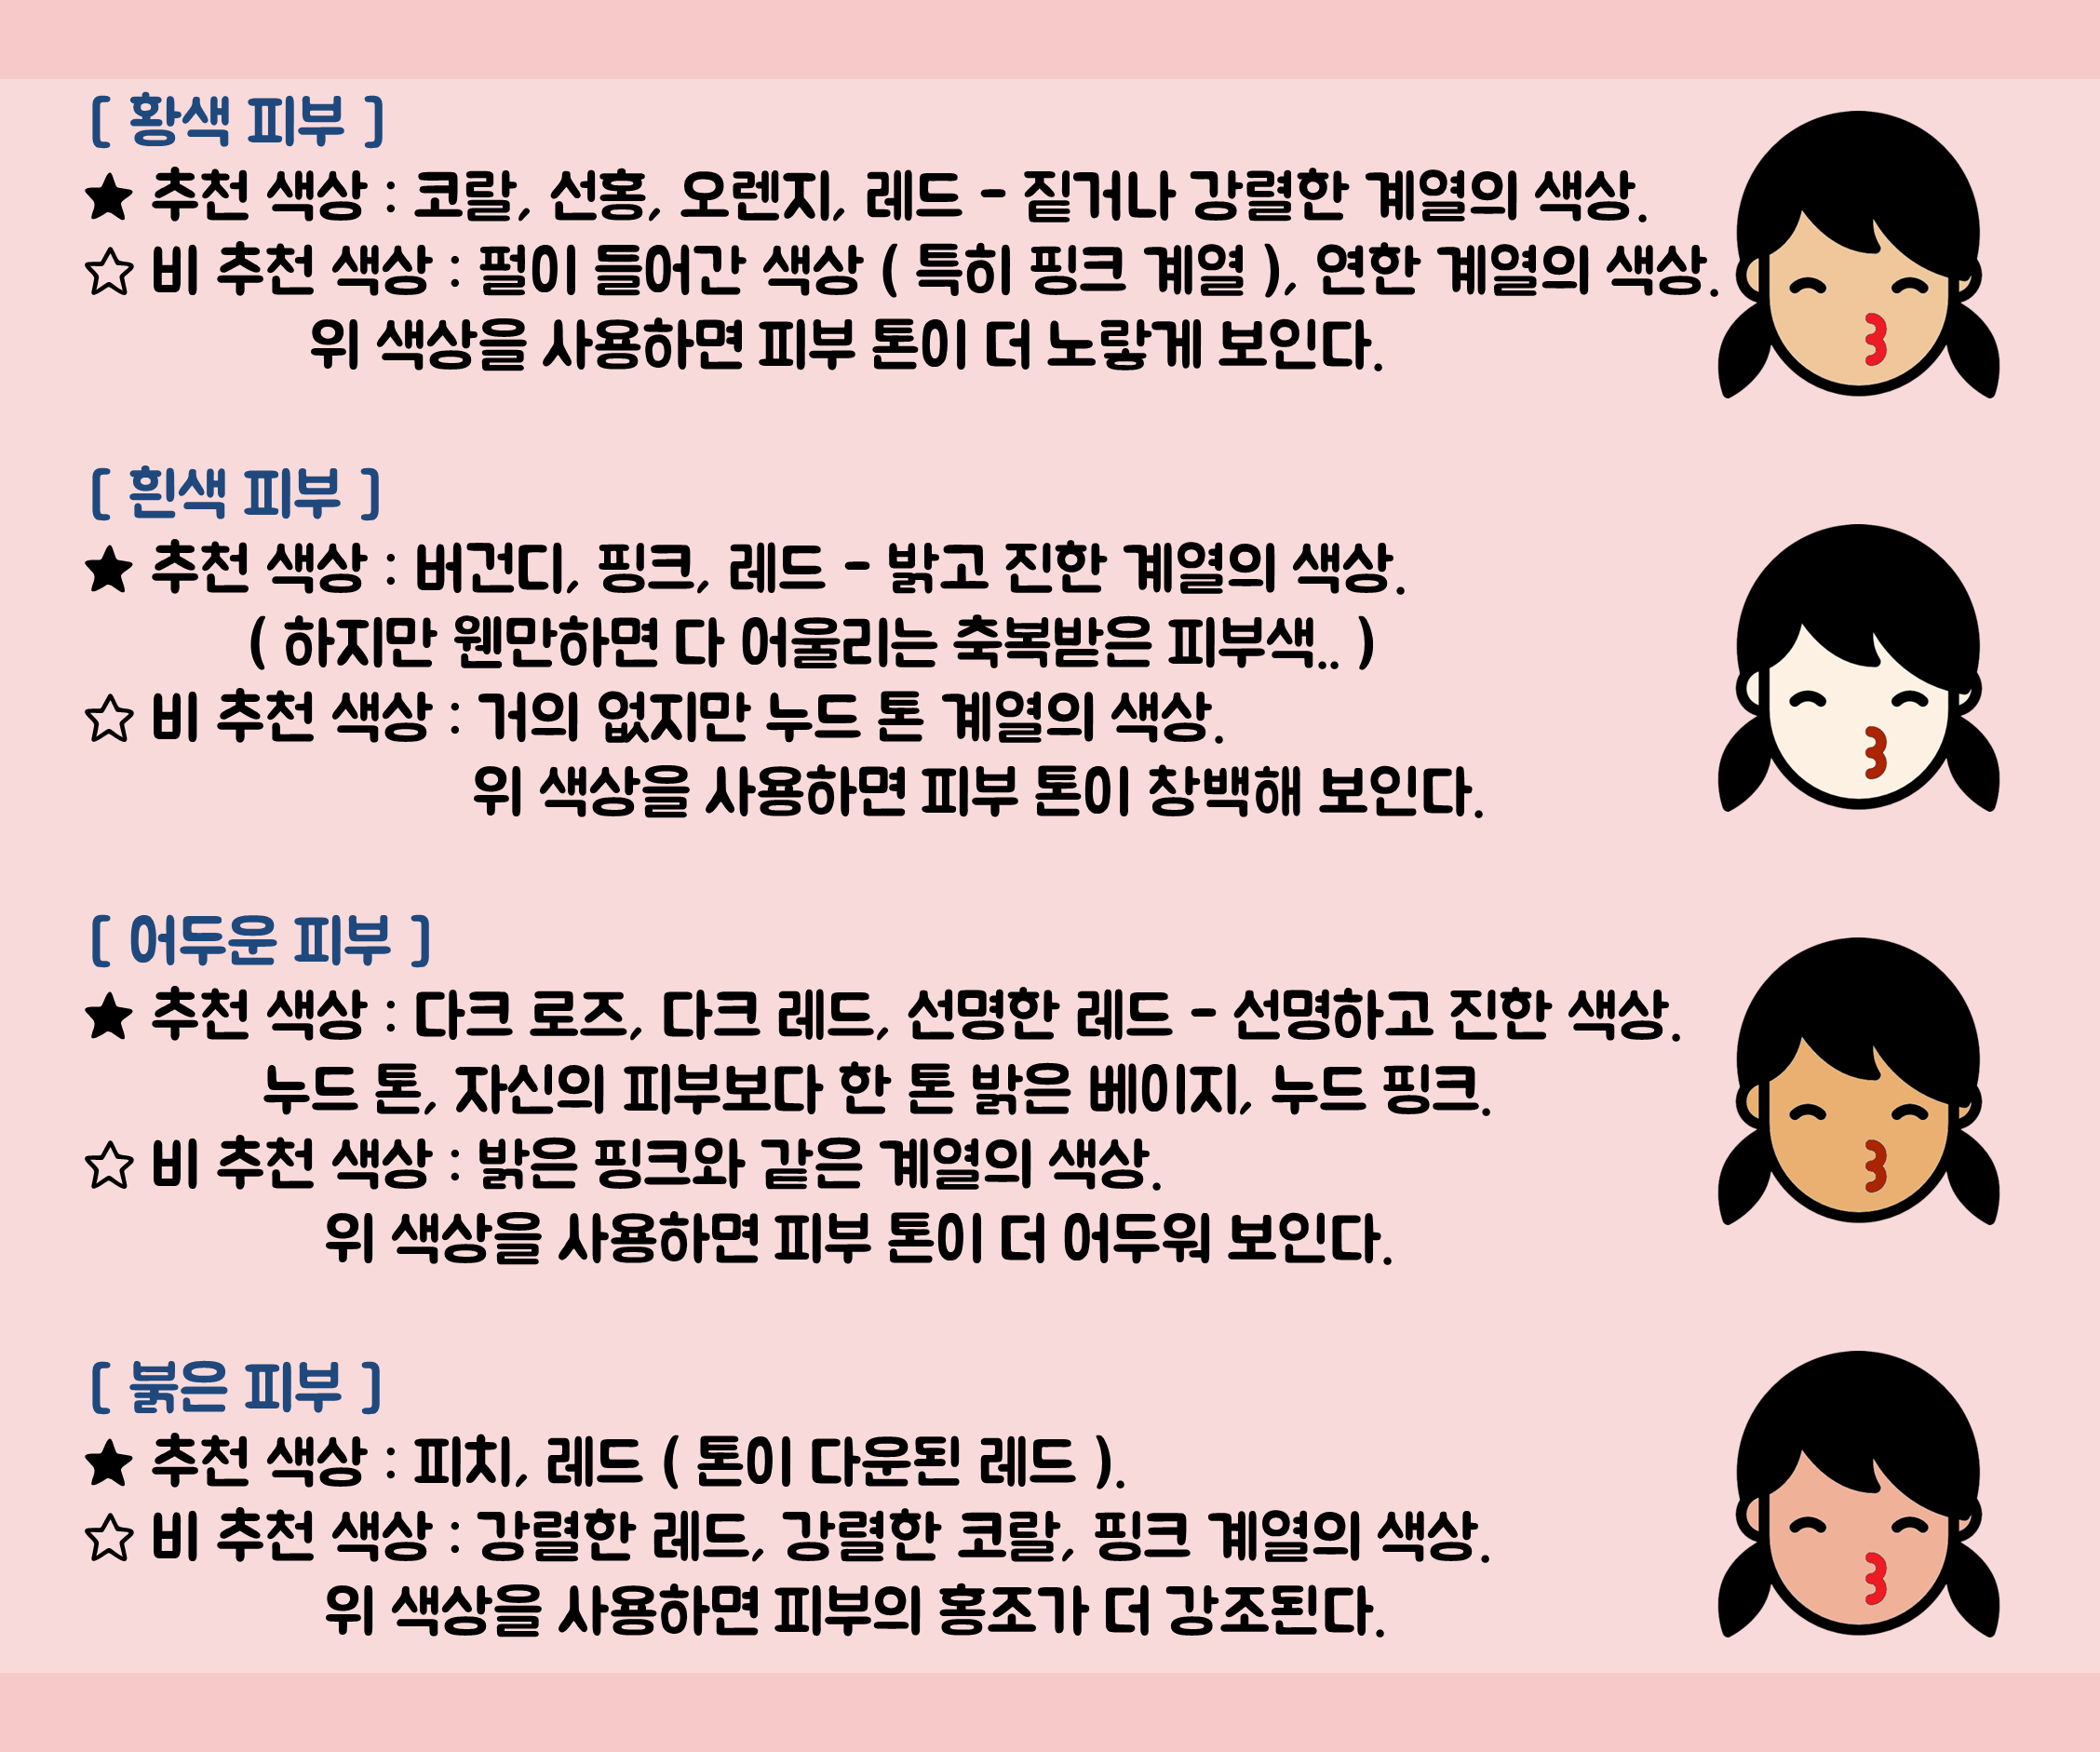 [ 황색 피부 ]
★ 추천 색상 : 코랄, 선홍, 오렌지, 레드 - 짙거나 강렬한 계열의 색상.
☆ 비 추천 색상 : 펄이 들어간 색상 ( 특히 핑크 계열 ), 연한 계열의 색상.
위 색상을 사용하면 피부 톤이 더 노랗게 보인다.
[ 흰색 피부 ]
★ 추천 색상 : 버건디, 핑크, 레드 - 밝고 진한 계열의 색상.
( 하지만 웬만하면 다 어울리는 축복받은 피부색.. )
☆ 비 추천 색상 : 거의 없지만 누드 톤 계열의 색상.
위 색상을 사용하면 피부 톤이 창백해 보인다.
[ 어두운 피부 ]
★ 추천 색상 : 다크 로즈, 다크 레드, 선명한 레드 - 선명하고 진한 색상.
누드 톤, 자신의 피부보다 한 톤 밝은 베이지, 누드 핑크.
☆ 비 추천 색상 : 밝은 핑크와 같은 계열의 색상.
위 색상을 사용하면 피부 톤이 더 어두워 보인다.
[ 붉은 피부 ]
★ 추천 색상 : 피치, 레드 ( 톤이 다운된 레드 ).
☆ 비 추천 색상 : 강렬한 레드, 강렬한 코랄, 핑크 계열의 색상.
위 색상을 사용하면 피부의 홍조가 더 강조된다.